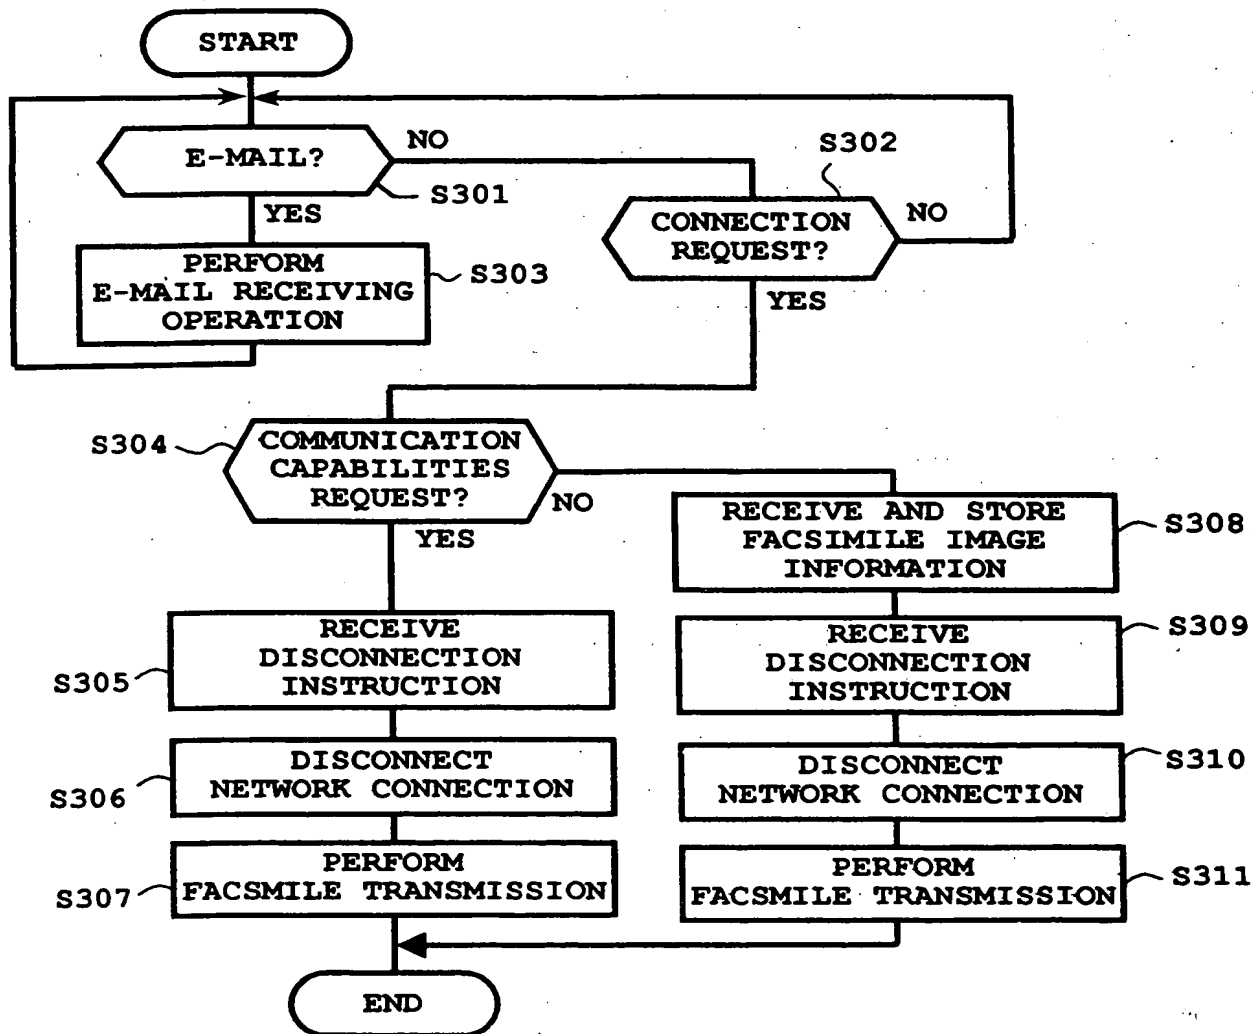 START
E-MAIL?
NO
S301
YES
S302
CONNECTION
REQUEST?
NO
YES
PERFORM
E-MAIL RECEIVING
OPERATION
S303
S304
COMMUNICATION
CAPABILITIES
REQUEST?
NO
YES
RECEIVE AND STORE
FACSIMILE IMAGE
INFORMATION
S308
RECEIVE
DISCONNECTION
INSTRUCTION
S305
RECEIVE
DISCONNECTION
INSTRUCTION
S309
DISCONNECT
NETWORK CONNECTION
S306
DISCONNECT
NETWORK CONNECTION
S310
PERFORM
FACSMILE TRANSMISSION
S307
PERFORM
FACSMILE TRANSMISSION
S311
END